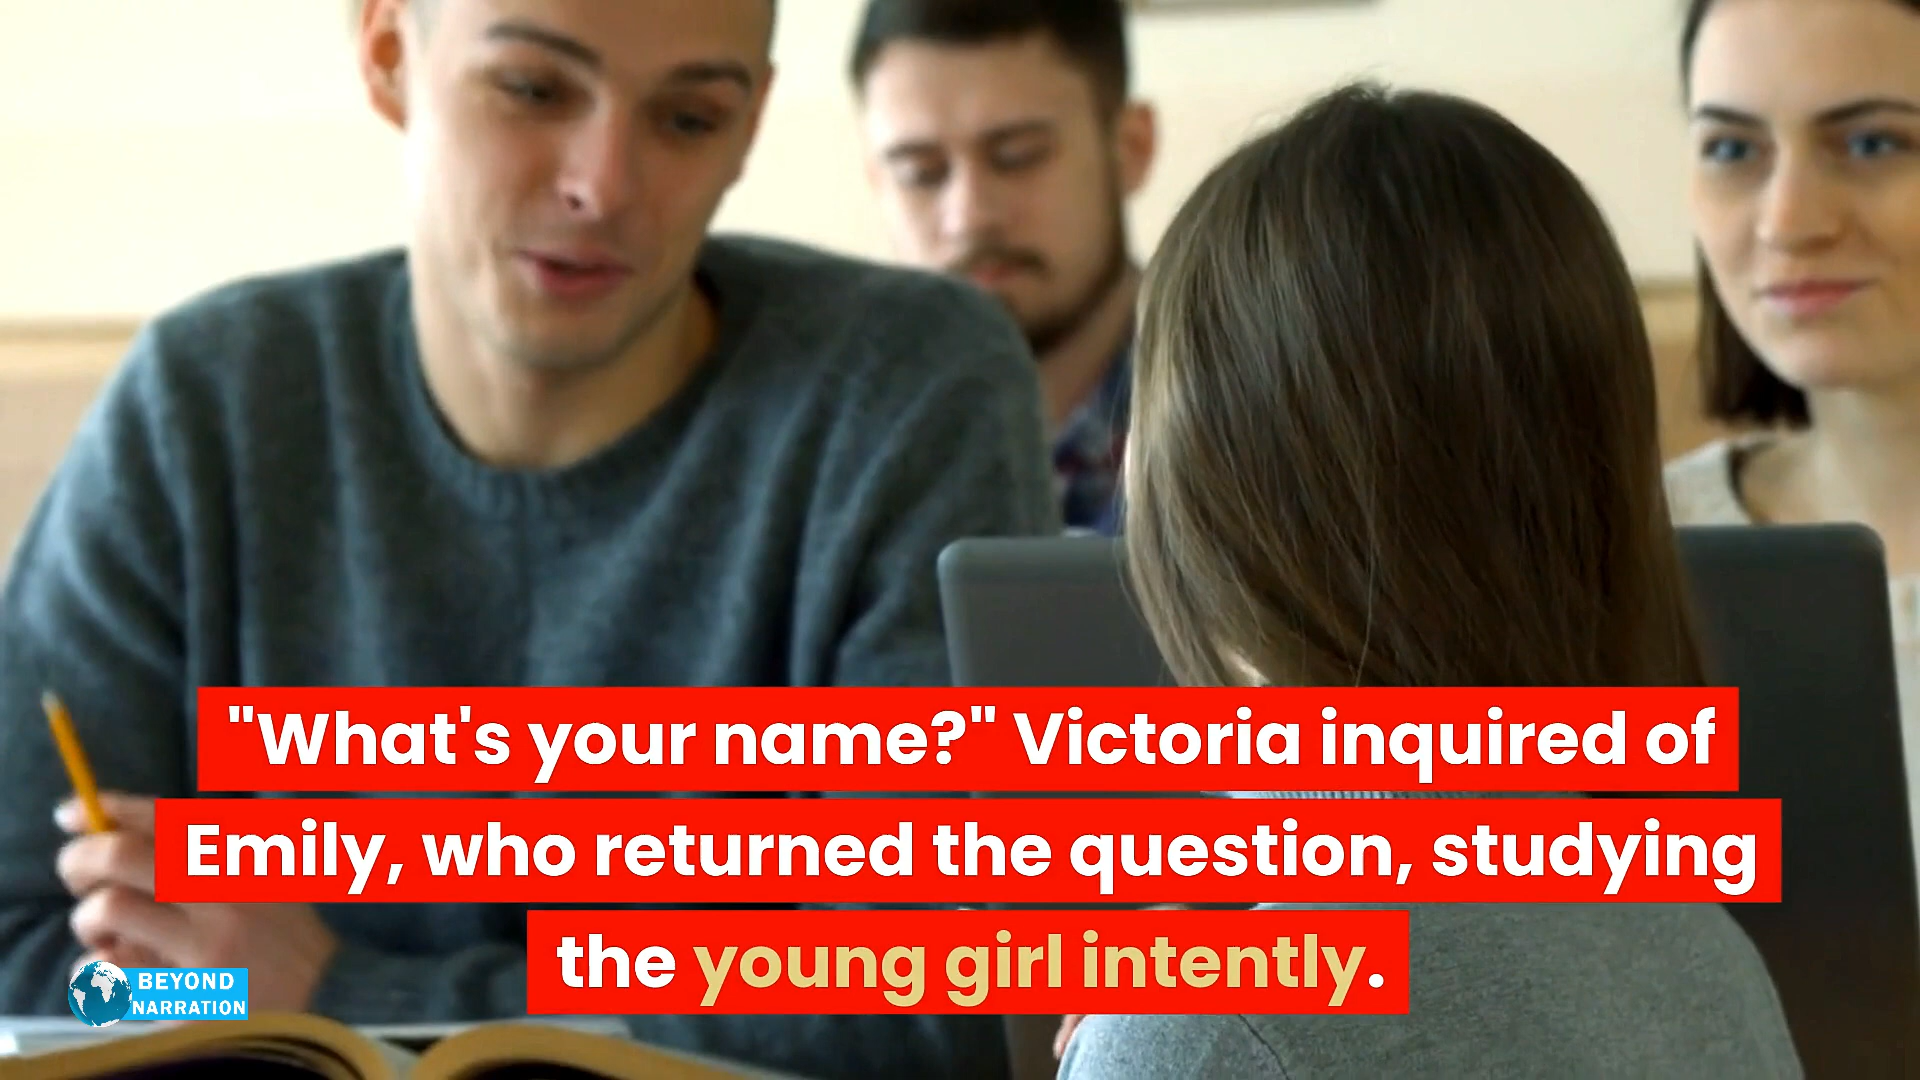 "What's your name?" Victoria inquired of
Emily, who returned the question, studying
the young girl intently.
BEYOND
NARRATION